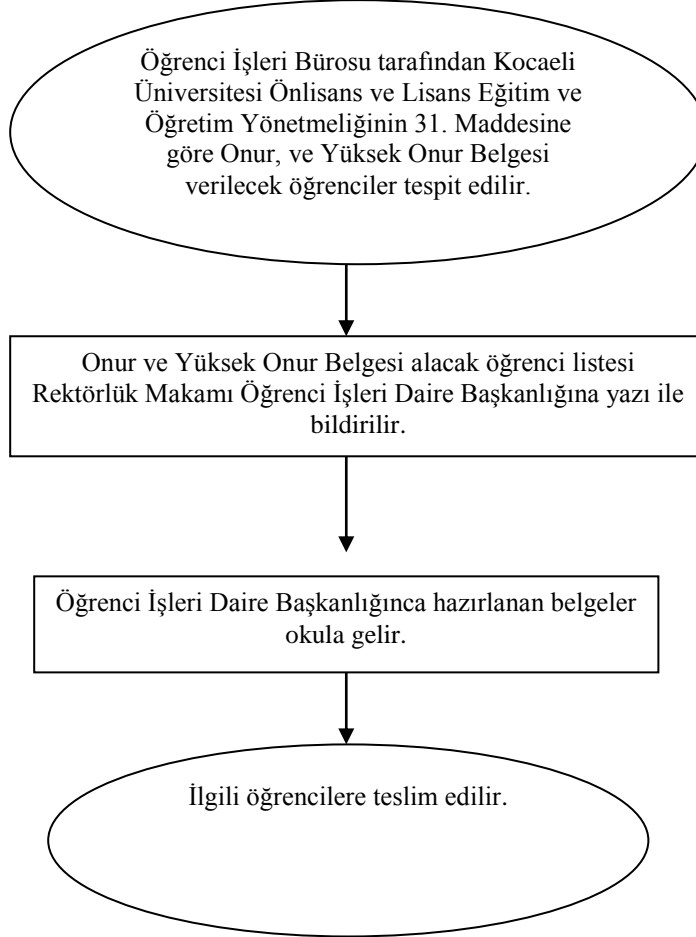 Öğrenci İşleri Bürosu tarafından Kocaeli
Üniversitesi Önlisans ve Lisans Eğitim ve
Öğretim Yönetmeliğinin 31. Maddesine
göre Onur, ve Yüksek Onur Belgesi
verilecek öğrenciler tespit edilir.
Onur ve Yüksek Onur Belgesi alacak öğrenci listesi
Rektörlük Makamı Öğrenci İşleri Daire Başkanlığına yazı ile
bildirilir.
Öğrenci İşleri Daire Başkanlığınca hazırlanan belgeler
okula gelir.
İlgili öğrencilere teslim edilir.